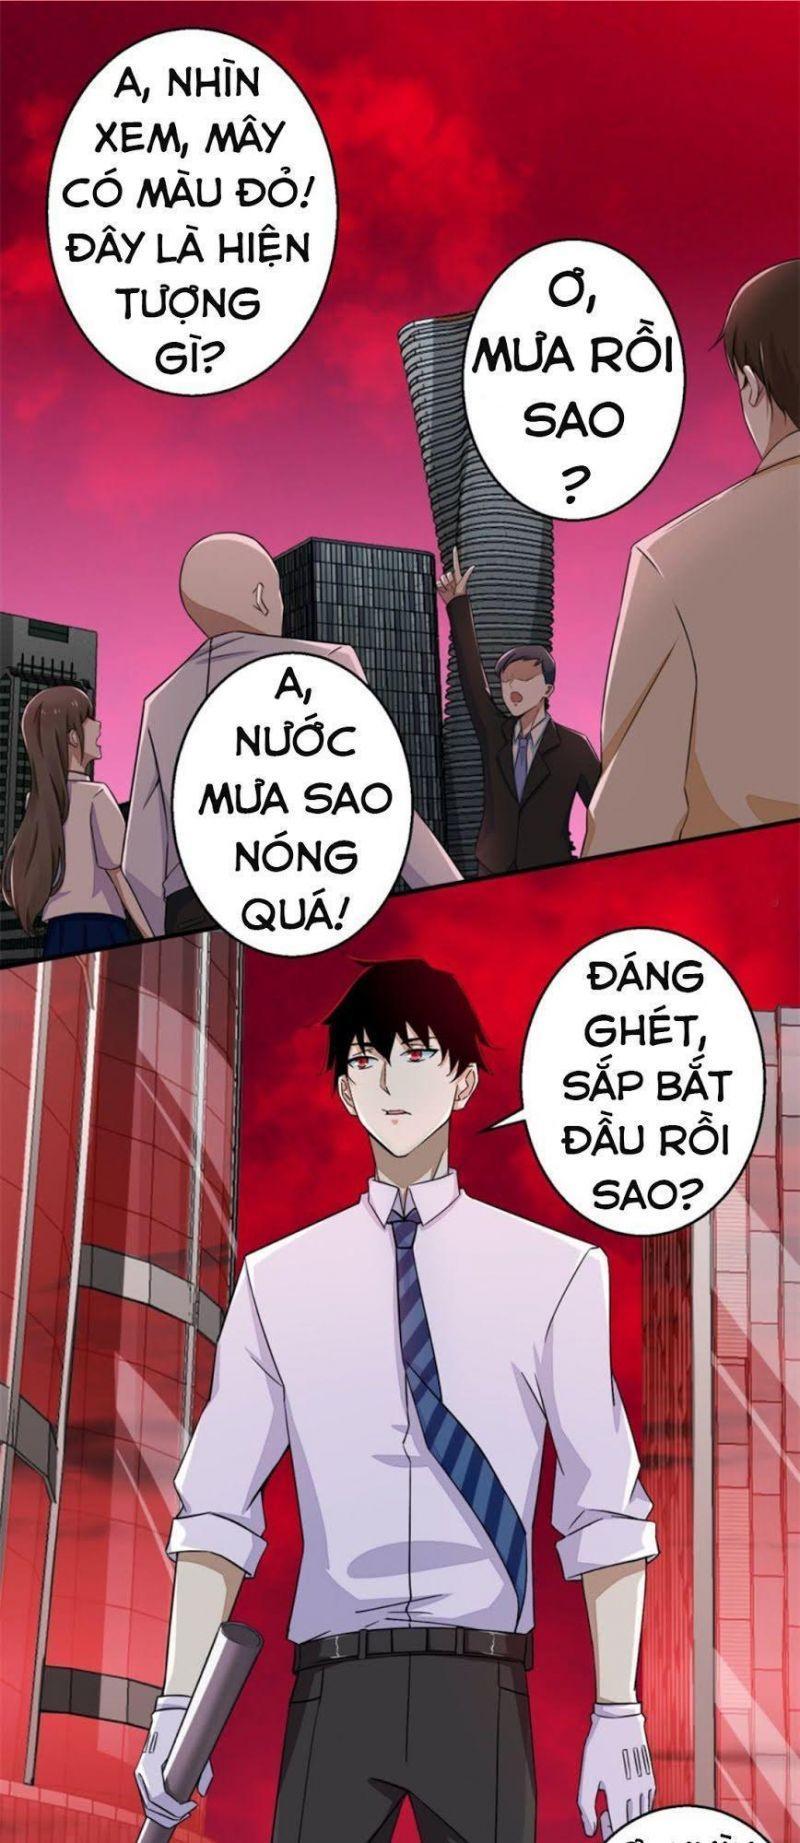 A, NHÌN
XEM, MÂY
CÓ MÀU ĐỎ!
ĐÂY LÀ HIỆN
TƯỢNG
GÌ?
Ơ,
MƯA RỒI
SAO
?
A,
NƯỚC
MƯA SAO
NÓNG
QUÁ!
ĐÁNG
GHÉT,
SẮP BẮT
ĐẦU RỒI
SAO?